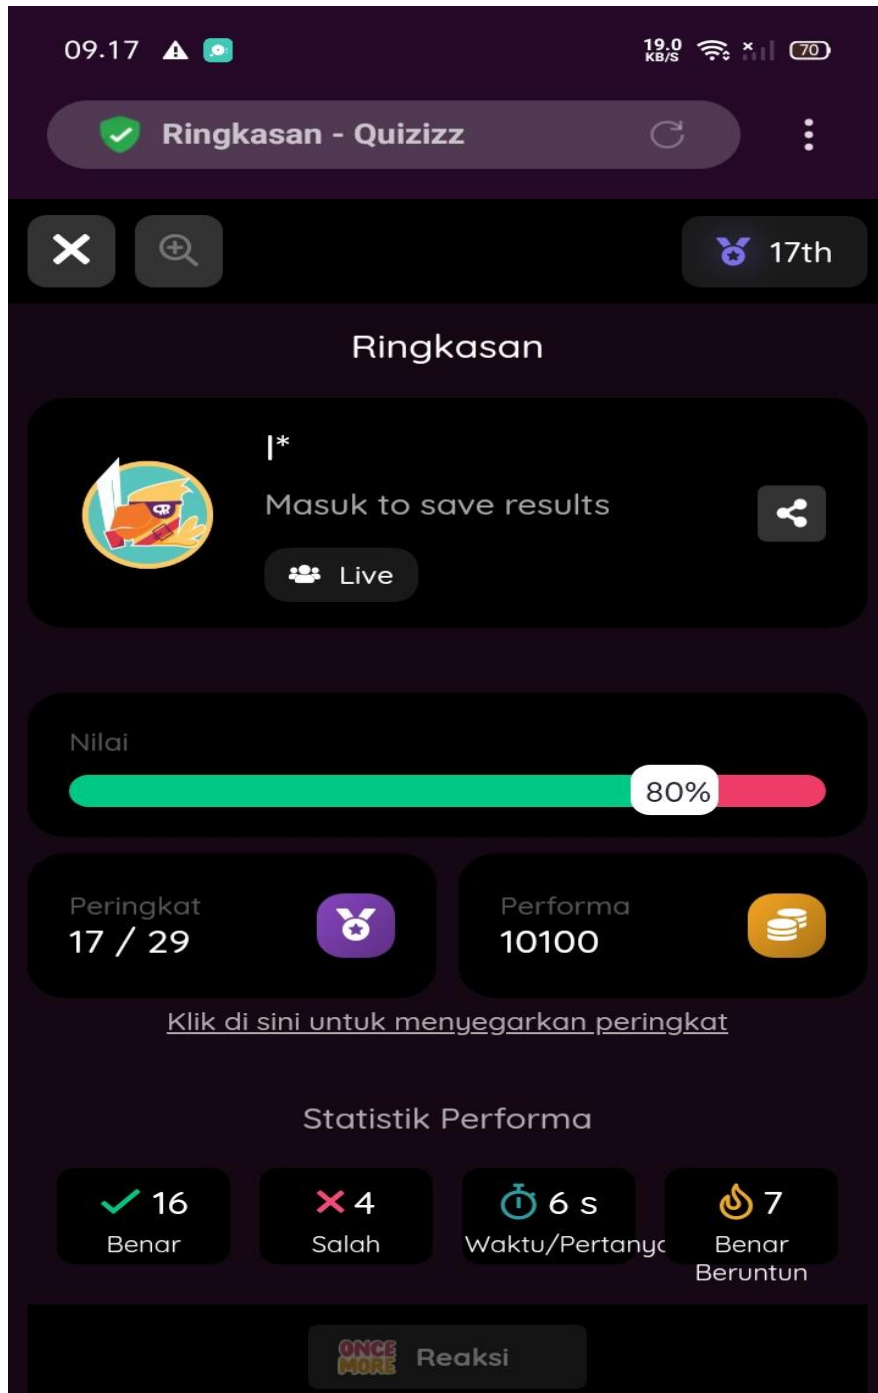 09.17
19.0
KB/S
70
Ringkasan - Quizizz
17th
Ringkasan
|*
Masuk to save results
Live
Nilai
80%
Peringkat
17 / 29
Performa
10100
Klik di sini untuk menyegarkan peringkat
Statistik Performa
16
Benar
4
Salah
6 s
Waktu/Pertanyc
7
Benar
Beruntun
ONCE
MORE
Reaksi